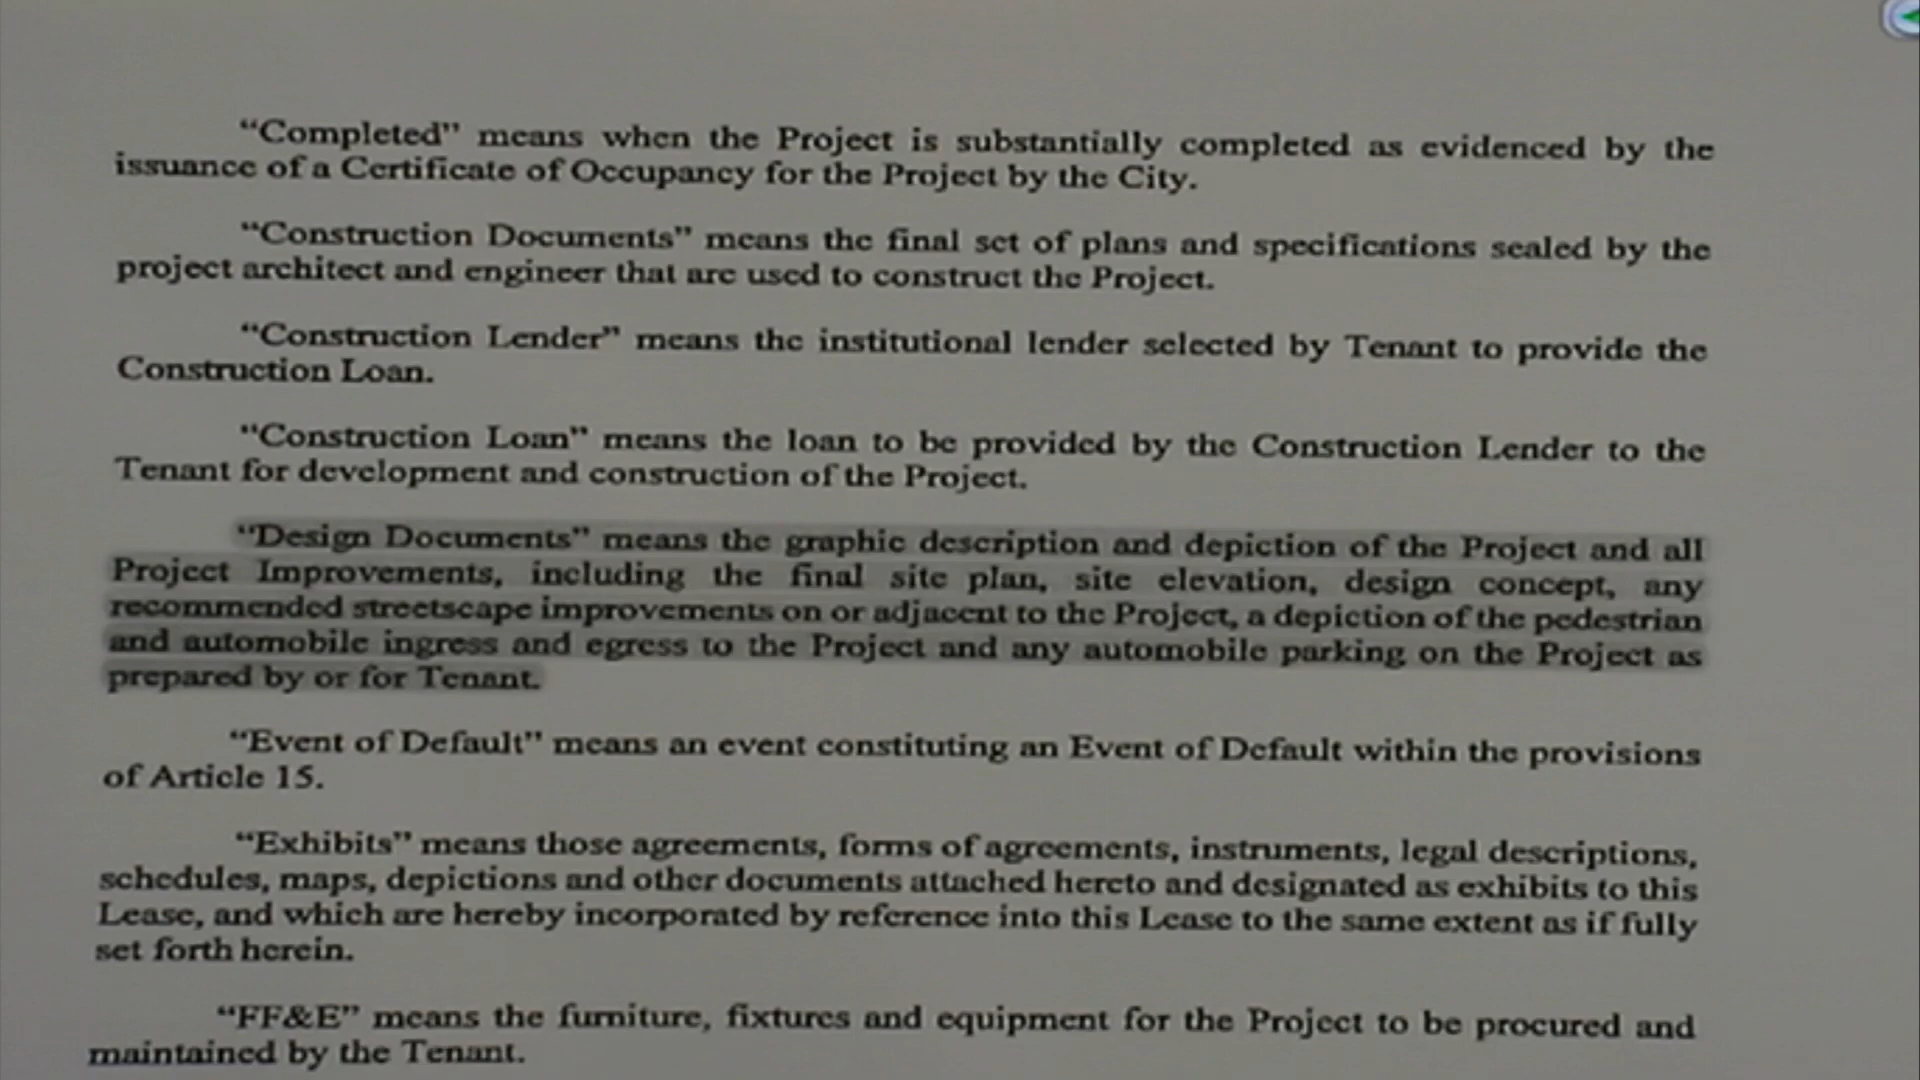 “Completed” means when the Project is substantially completed as evidenced by the
issuance of a Certificate of Occupancy for the Project by the City.
“Construction Documents” means the final set of plans and specifications sealed by the
project architect and engineer that are used to construct the Project.
“Construction Lender” means the institutional lender selected by Tenant to provide the
Construction Loan.
“Construction Loan” means the loan to be provided by the Construction Lender to the
Tenant for development and construction of the Project.
“Design Documents” means the graphic description and depiction of the Project and all
Project Improvements, including the final site plan, site elevation, design concept, any
recommended streetscape improvements on or adjacent to the Project, a depiction of the pedestrian
and automobile ingress and egress to the Project and any automobile parking on the Project as
prepared by or for Tenant.
“Event of Default” means an event constituting an Event of Default within the provisions
of Article 15.
“Exhibits” means those agreements, forms of agreements, instruments, legal descriptions,
schedules, maps, depictions and other documents attached hereto and designated as exhibits to this
Lease, and which are hereby incorporated by reference into this Lease to the same extent as if fully
set forth herein.
“FF&E” means the furniture, fixtures and equipment for the Project to be procured and
maintained by the Tenant.